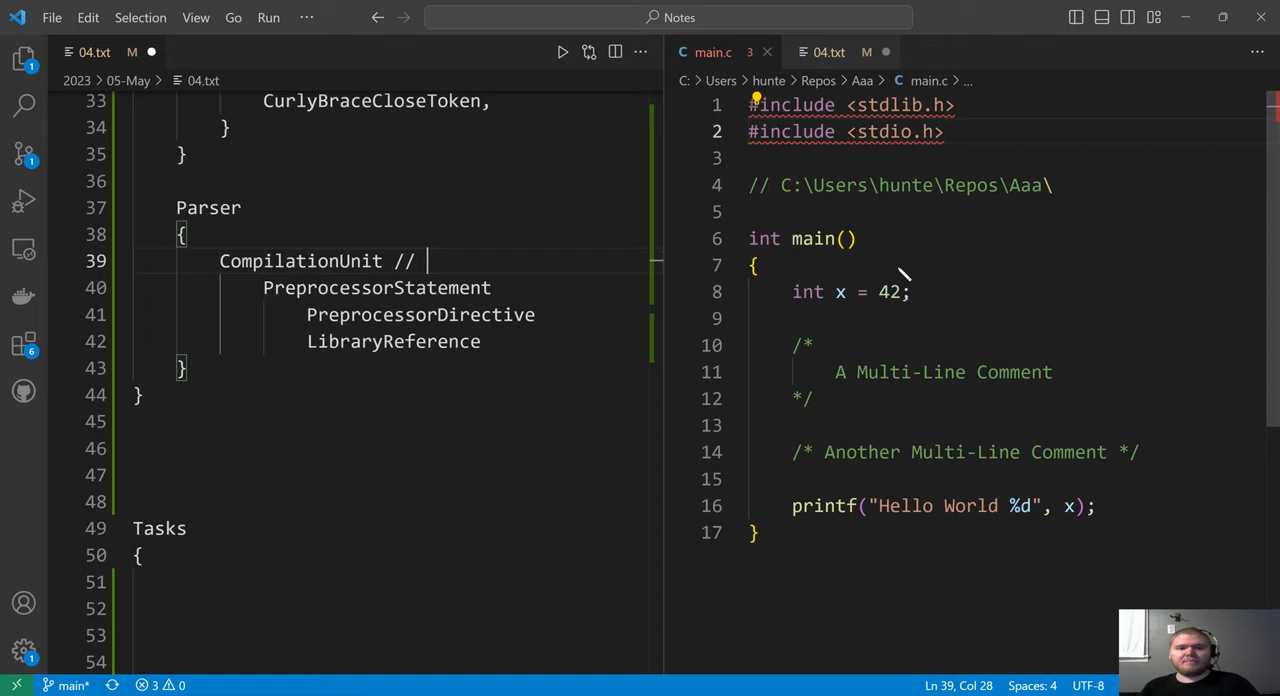 File Edit Selection View Go Run ··· Notes
04.txt M
2023 > 05-May > 04.txt
33 CurlyBraceCloseToken,
34 }
35 }
36
37 Parser
38 {
39 CompilationUnit //
40 PreprocessorStatement
41 PreprocessorDirective
42 LibraryReference
43 }
44 }
45
46
47
48
49 Tasks
50 {
51
52
53
54
C main.c 3 04.txt M
C: > Users > hunte > Repos > Aaa > C main.c > ...
1 #include <stdlib.h>
2 #include <stdio.h>
3
4 // C:\Users\hunte\Repos\Aaa\
5
6 int main()
7 {
8 int x = 42;
9
10 /*
11 A Multi-Line Comment
12 */
13
14 /* Another Multi-Line Comment */
15
16 printf("Hello World %d", x);
17 }
1
1
6
1
main* 3 0 Ln 39, Col 28 Spaces: 4 UTF-8